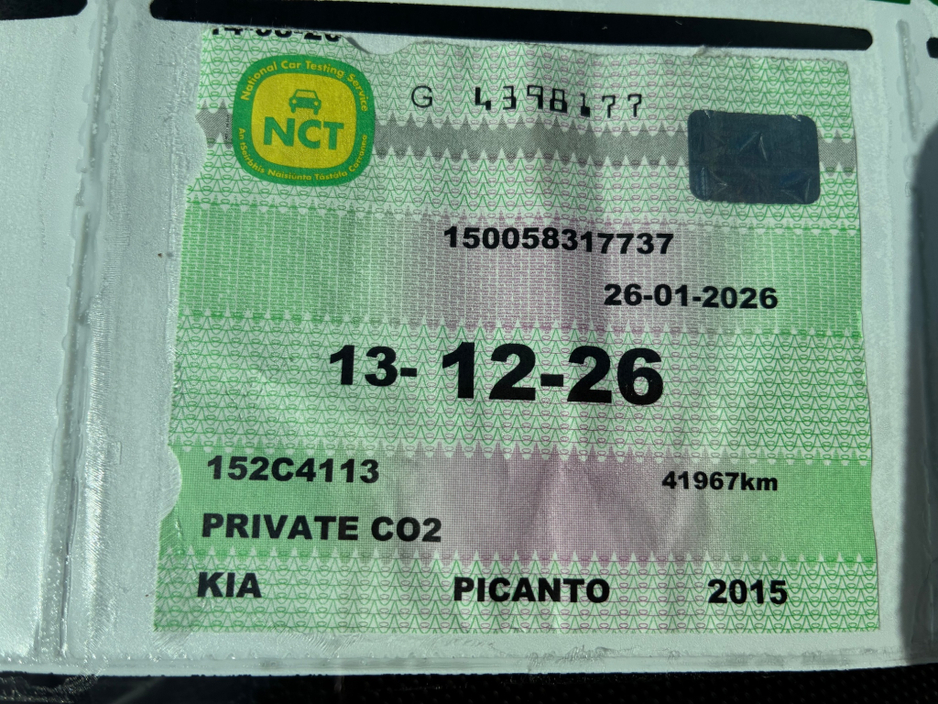 National Car Testing Service
NCT
An tSeirbhís Náisiúnta Tástála Carranna
G 4398177
150058317737
26-01-2026
13-12-26
152C4113 41967km
PRIVATE CO2
KIA PICANTO 2015